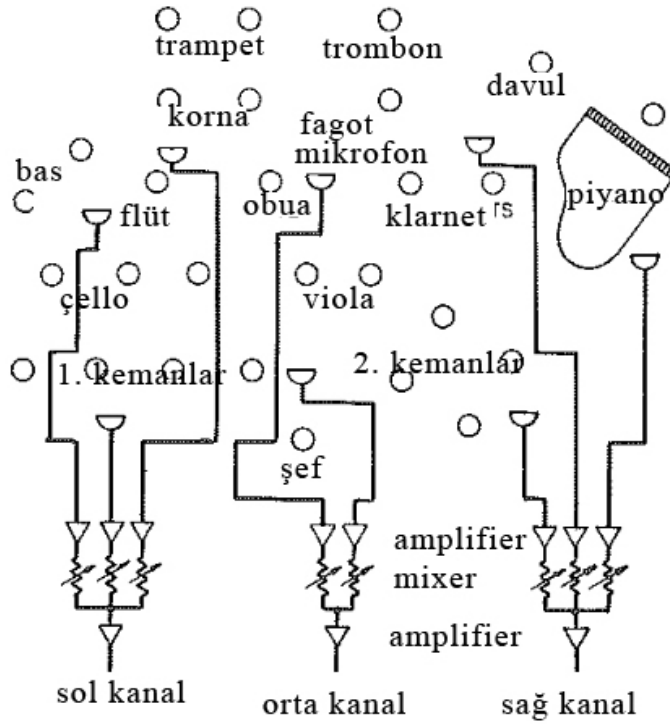 trampet
trombon
davul
korna
fagot
mikrofon
bas
flüt
obua
klarnet
rs
piyano
çello
viola
1. kemanlar
2. kemanlar
şef
amplifier
mixer
amplifier
sol kanal
orta kanal
sağ kanal